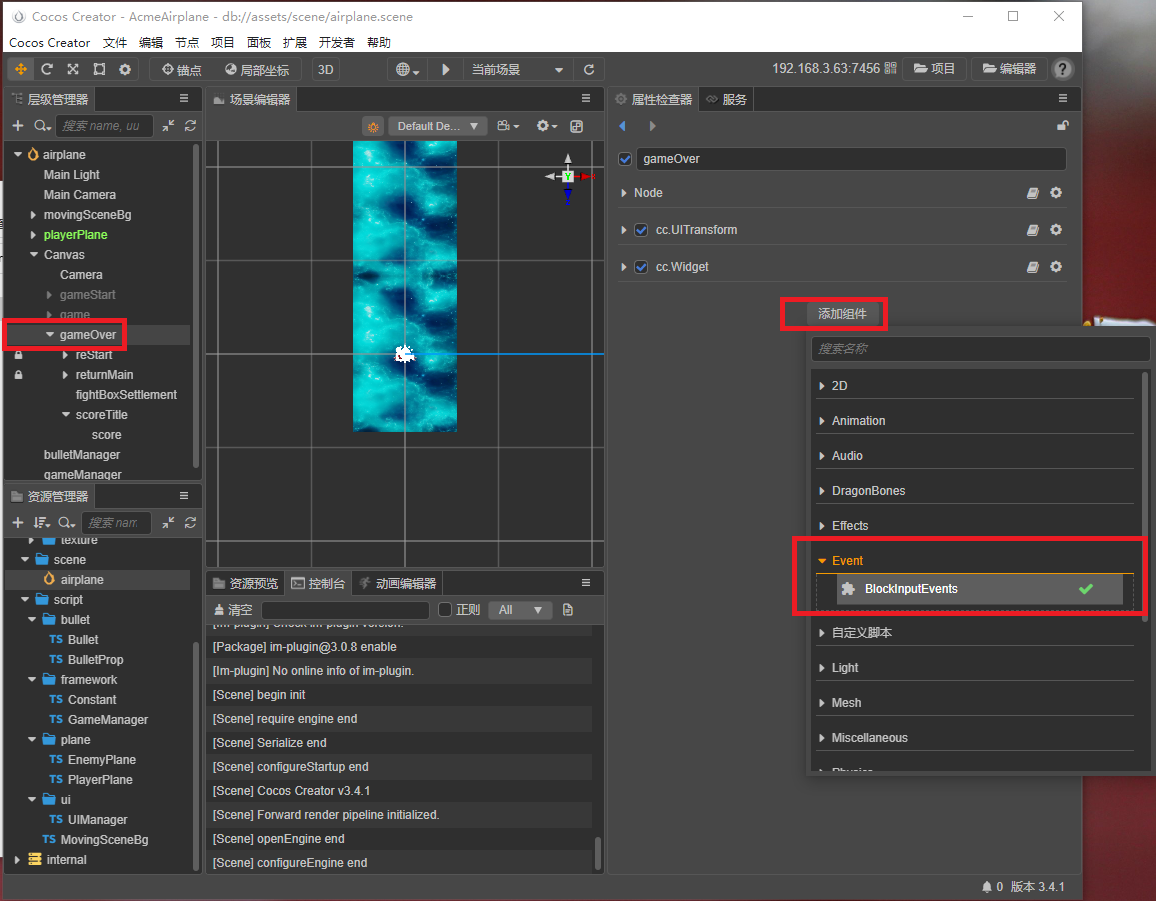 Cocos Creator - AcmeAirplane - db://assets/scene/airplane.scene
Cocos Creator 文件 编辑 节点 项目 面板 扩展 开发者 帮助
锚点 局部坐标 3D 当前场景 192.168.3.63:7456 项目 编辑器 ?
层级管理器
搜索 name, uu
airplane
Main Light
Main Camera
movingSceneBg
playerPlane
Canvas
Camera
gameStart
game
gameOver
reStart
returnMain
fightBoxSettlement
scoreTitle
score
bulletManager
gameManager
资源管理器
搜索 nam
texture
scene
airplane
script
bullet
TS Bullet
TS BulletProp
framework
TS Constant
TS GameManager
plane
TS EnemyPlane
TS PlayerPlane
ui
TS UIManager
TS MovingSceneBg
internal
场景编辑器
Default De...
Y
资源预览 控制台 动画编辑器
清空 正则 All
[Im-plugin] Check im-plugin version.
[Package] im-plugin@3.0.8 enable
[Im-plugin] No online info of im-plugin.
[Scene] begin init
[Scene] require engine end
[Scene] Serialize end
[Scene] configureStartup end
[Scene] Cocos Creator v3.4.1
[Scene] Forward render pipeline initialized.
[Scene] openEngine end
[Scene] configureEngine end
属性检查器 服务
gameOver
Node
cc.UITransform
cc.Widget
添加组件
搜索名称
2D
Animation
Audio
DragonBones
Effects
Event
BlockInputEvents
自定义脚本
Light
Mesh
Miscellaneous
Physics
0 版本 3.4.1